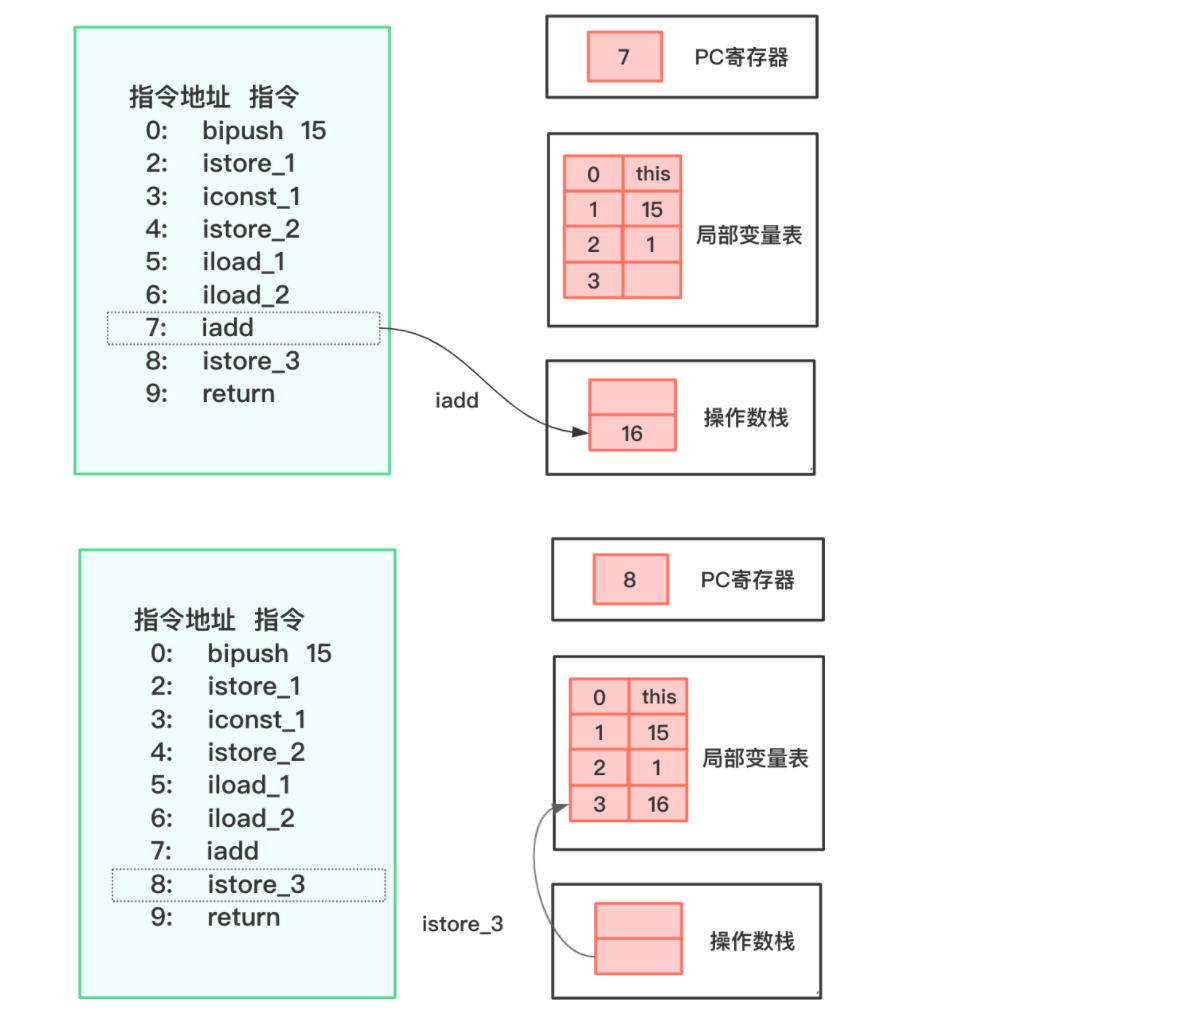 指令地址 指令
0: bipush 15
2: istore_1
3: iconst_1
4: istore_2
5: iload_1
6: iload_2
7: iadd
8: istore_3
9: return
iadd
7 PC寄存器
0 this
1 15
2 1
3
局部变量表
16
操作数栈
指令地址 指令
0: bipush 15
2: istore_1
3: iconst_1
4: istore_2
5: iload_1
6: iload_2
7: iadd
8: istore_3
9: return
istore_3
8 PC寄存器
0 this
1 15
2 1
3 16
局部变量表
操作数栈